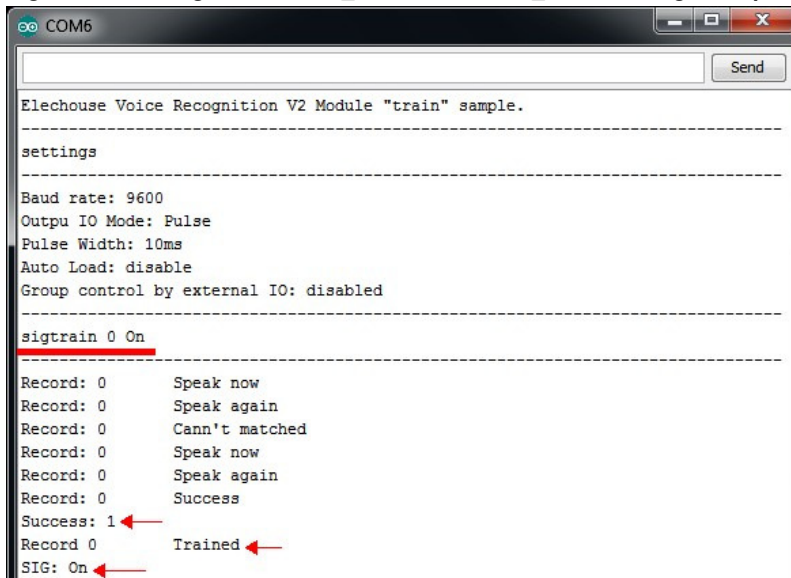 COM6
Send
Elechouse Voice Recognition V2 Module "train" sample.
--------------------------------------------------------------------------------
settings
--------------------------------------------------------------------------------
Baud rate: 9600
Outpu IO Mode: Pulse
Pulse Width: 10ms
Auto Load: disable
Group control by external IO: disabled
--------------------------------------------------------------------------------
sigtrain 0 On
--------------------------------------------------------------------------------
Record: 0 Speak now
Record: 0 Speak again
Record: 0 Cann't matched
Record: 0 Speak now
Record: 0 Speak again
Record: 0 Success
Success: 1
Record 0 Trained
SIG: On